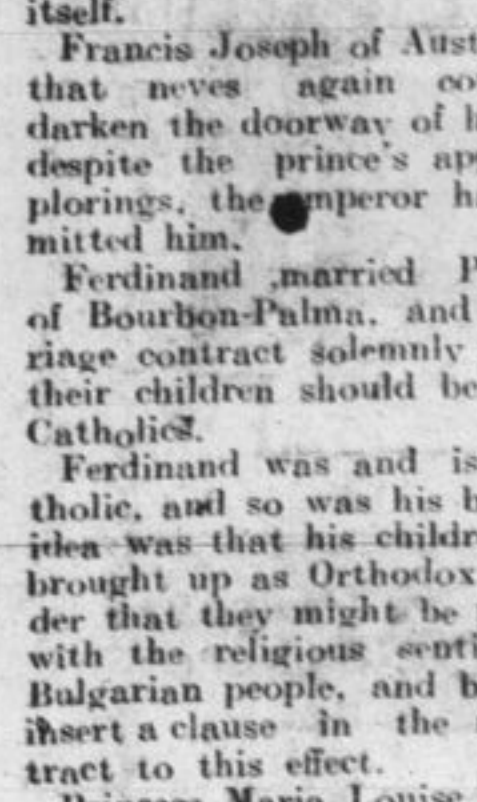 itself.
Francis Joseph of Aust
that neves again co
darken the doorway of h
despite the prince's ap
plorings, the emperor h
mitted him.
Ferdinand ,married P
of Bourbon-Palma, and
riage contract solemnly
their children should be
Catholics.
Ferdinand was and is
tholic, and so was his b
idea was that his childr
brought up as Orthodox
der that they might be
with the religious senti
Bulgarian people, and b
insert a clause in the
tract to this effect.
Princess Maria Louise